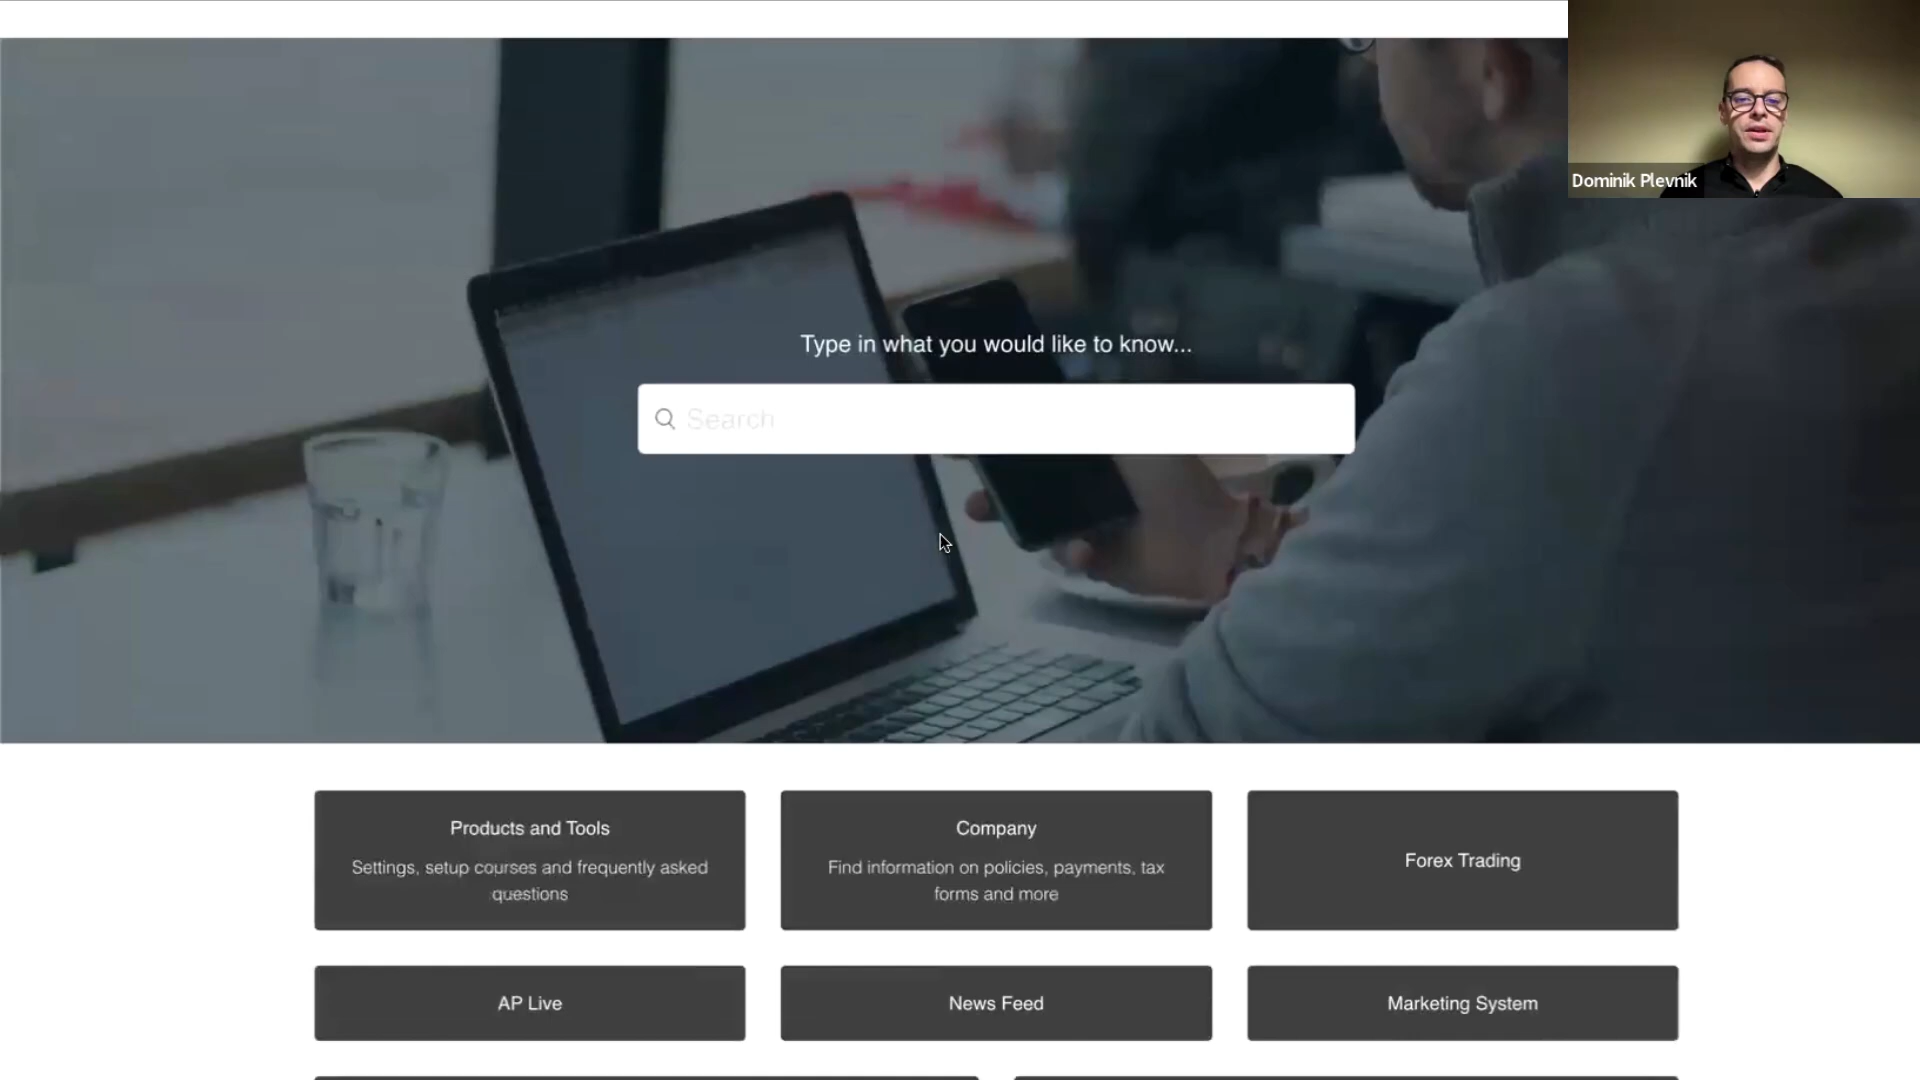 Dominik Plevnik
Type in what you would like to know...
Search
Products and Tools
Settings, setup courses and frequently asked
questions
Company
Find information on policies, payments, tax
forms and more
Forex Trading
AP Live
News Feed
Marketing System